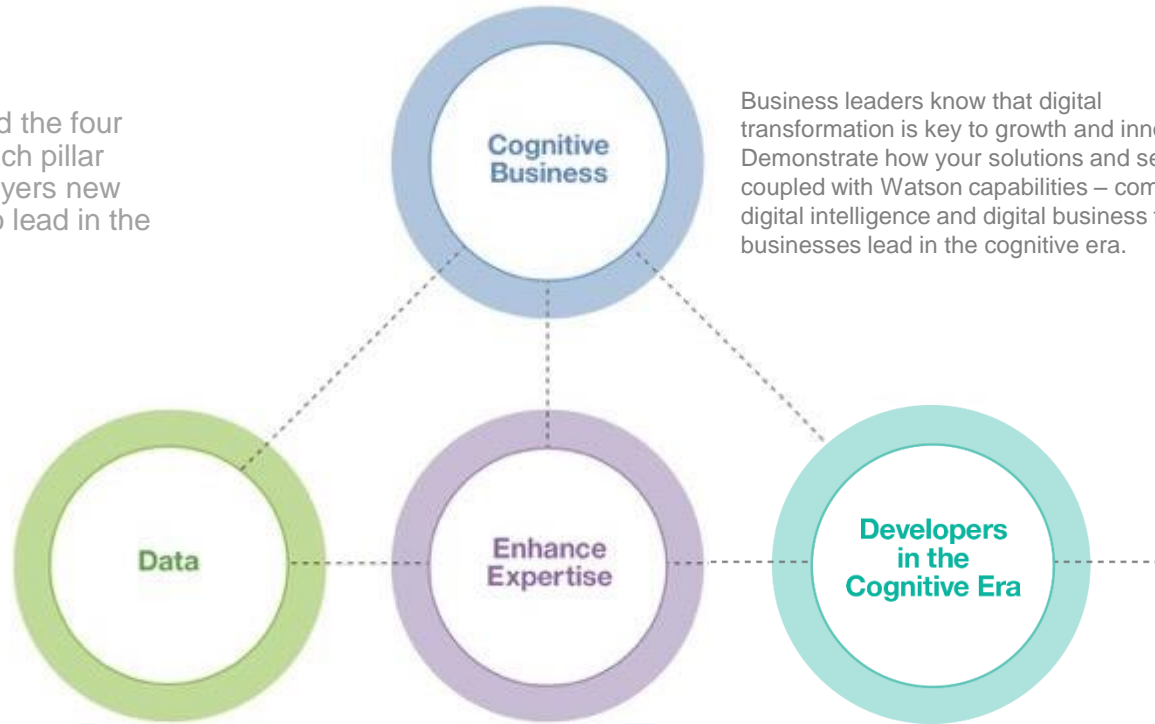 d the four
ch pillar
yers new
o lead in the
Cognitive
Business
Business leaders know that digital
transformation is key to growth and inno
Demonstrate how your solutions and se
coupled with Watson capabilities – com
digital intelligence and digital business
businesses lead in the cognitive era.
Data
Enhance
Expertise
Developers
in the
Cognitive Era